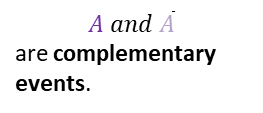 A and A̅
are complementary
events.